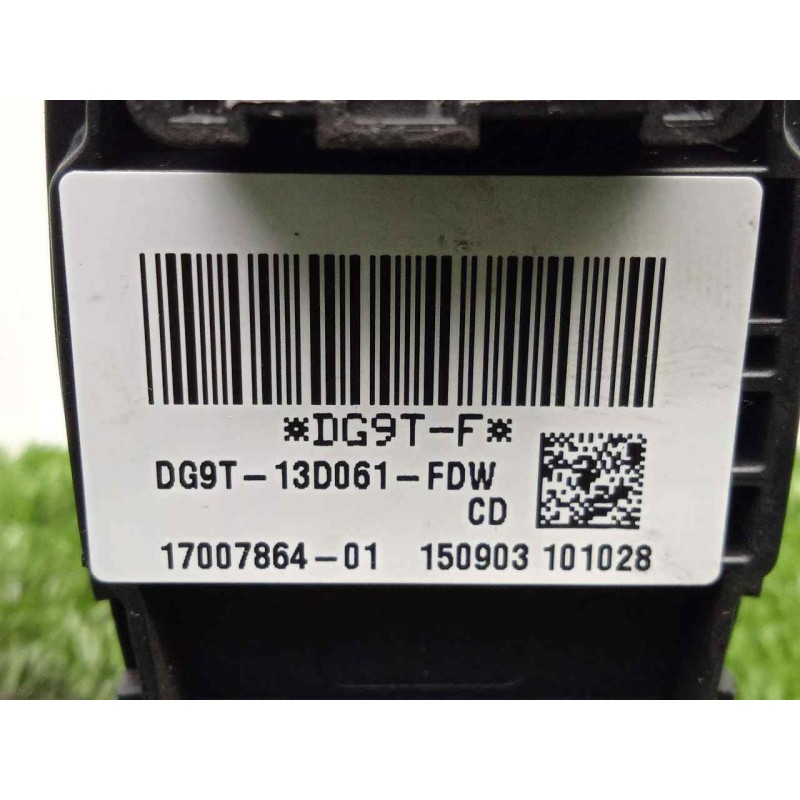 *DG9T-F*
DG9T-13D061-FDW
CD
17007864-01 150903 101028